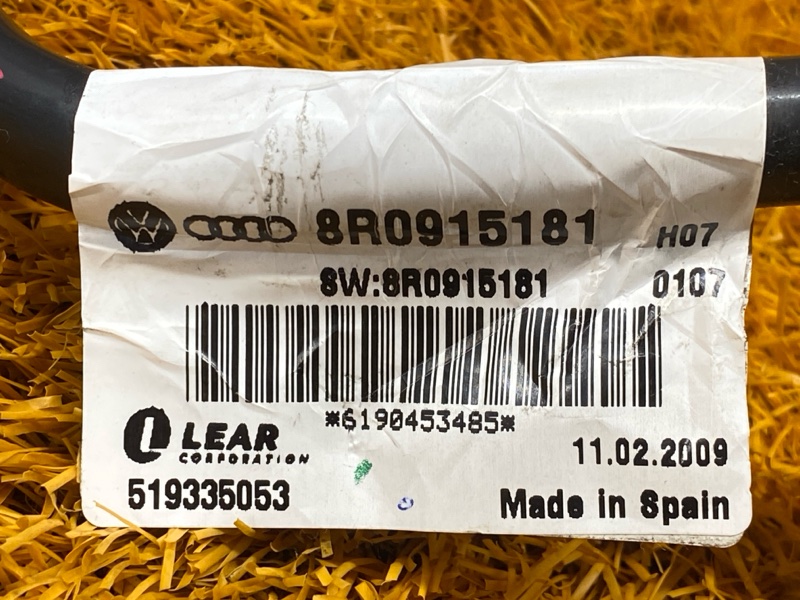 8R0915181 H07
SW:8R0915181 0107
*6190453485*
LEAR
CORPORATION
11.02.2009
519335053
Made in Spain